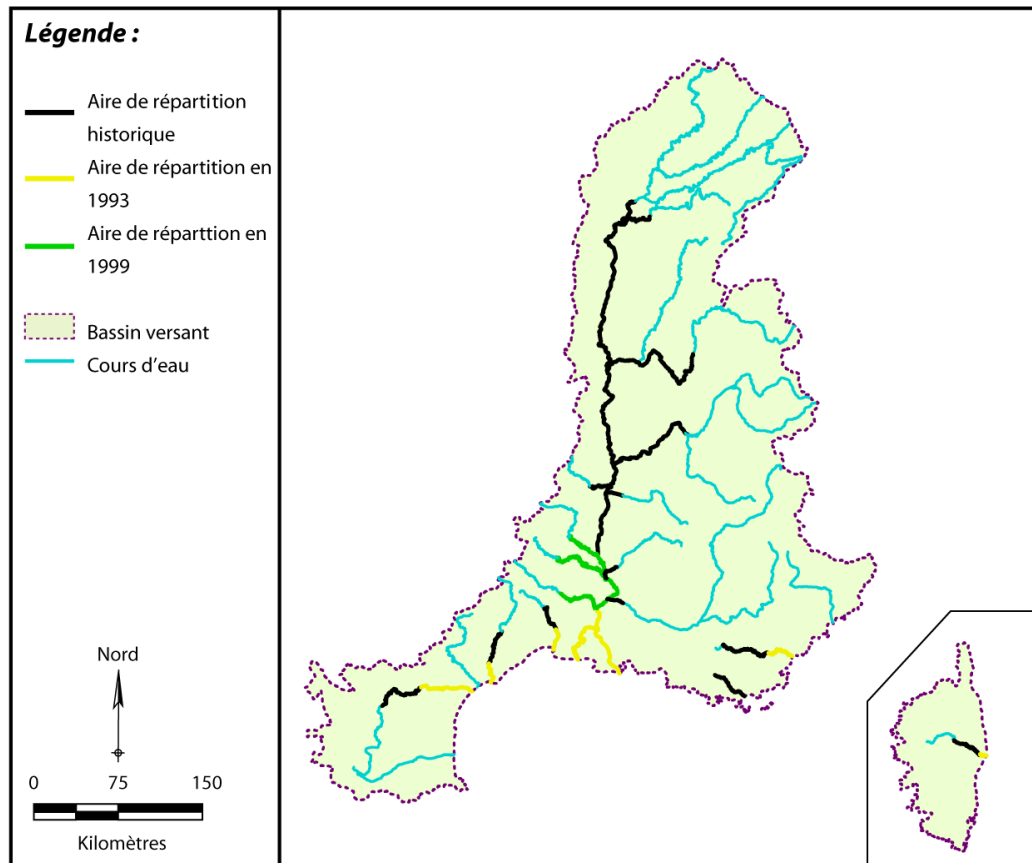 Légende :
Aire de répartition
historique
Aire de répartition en
1993
Aire de réparttion en
1999
Bassin versant
Cours d'eau
Nord
0 75 150
Kilomètres